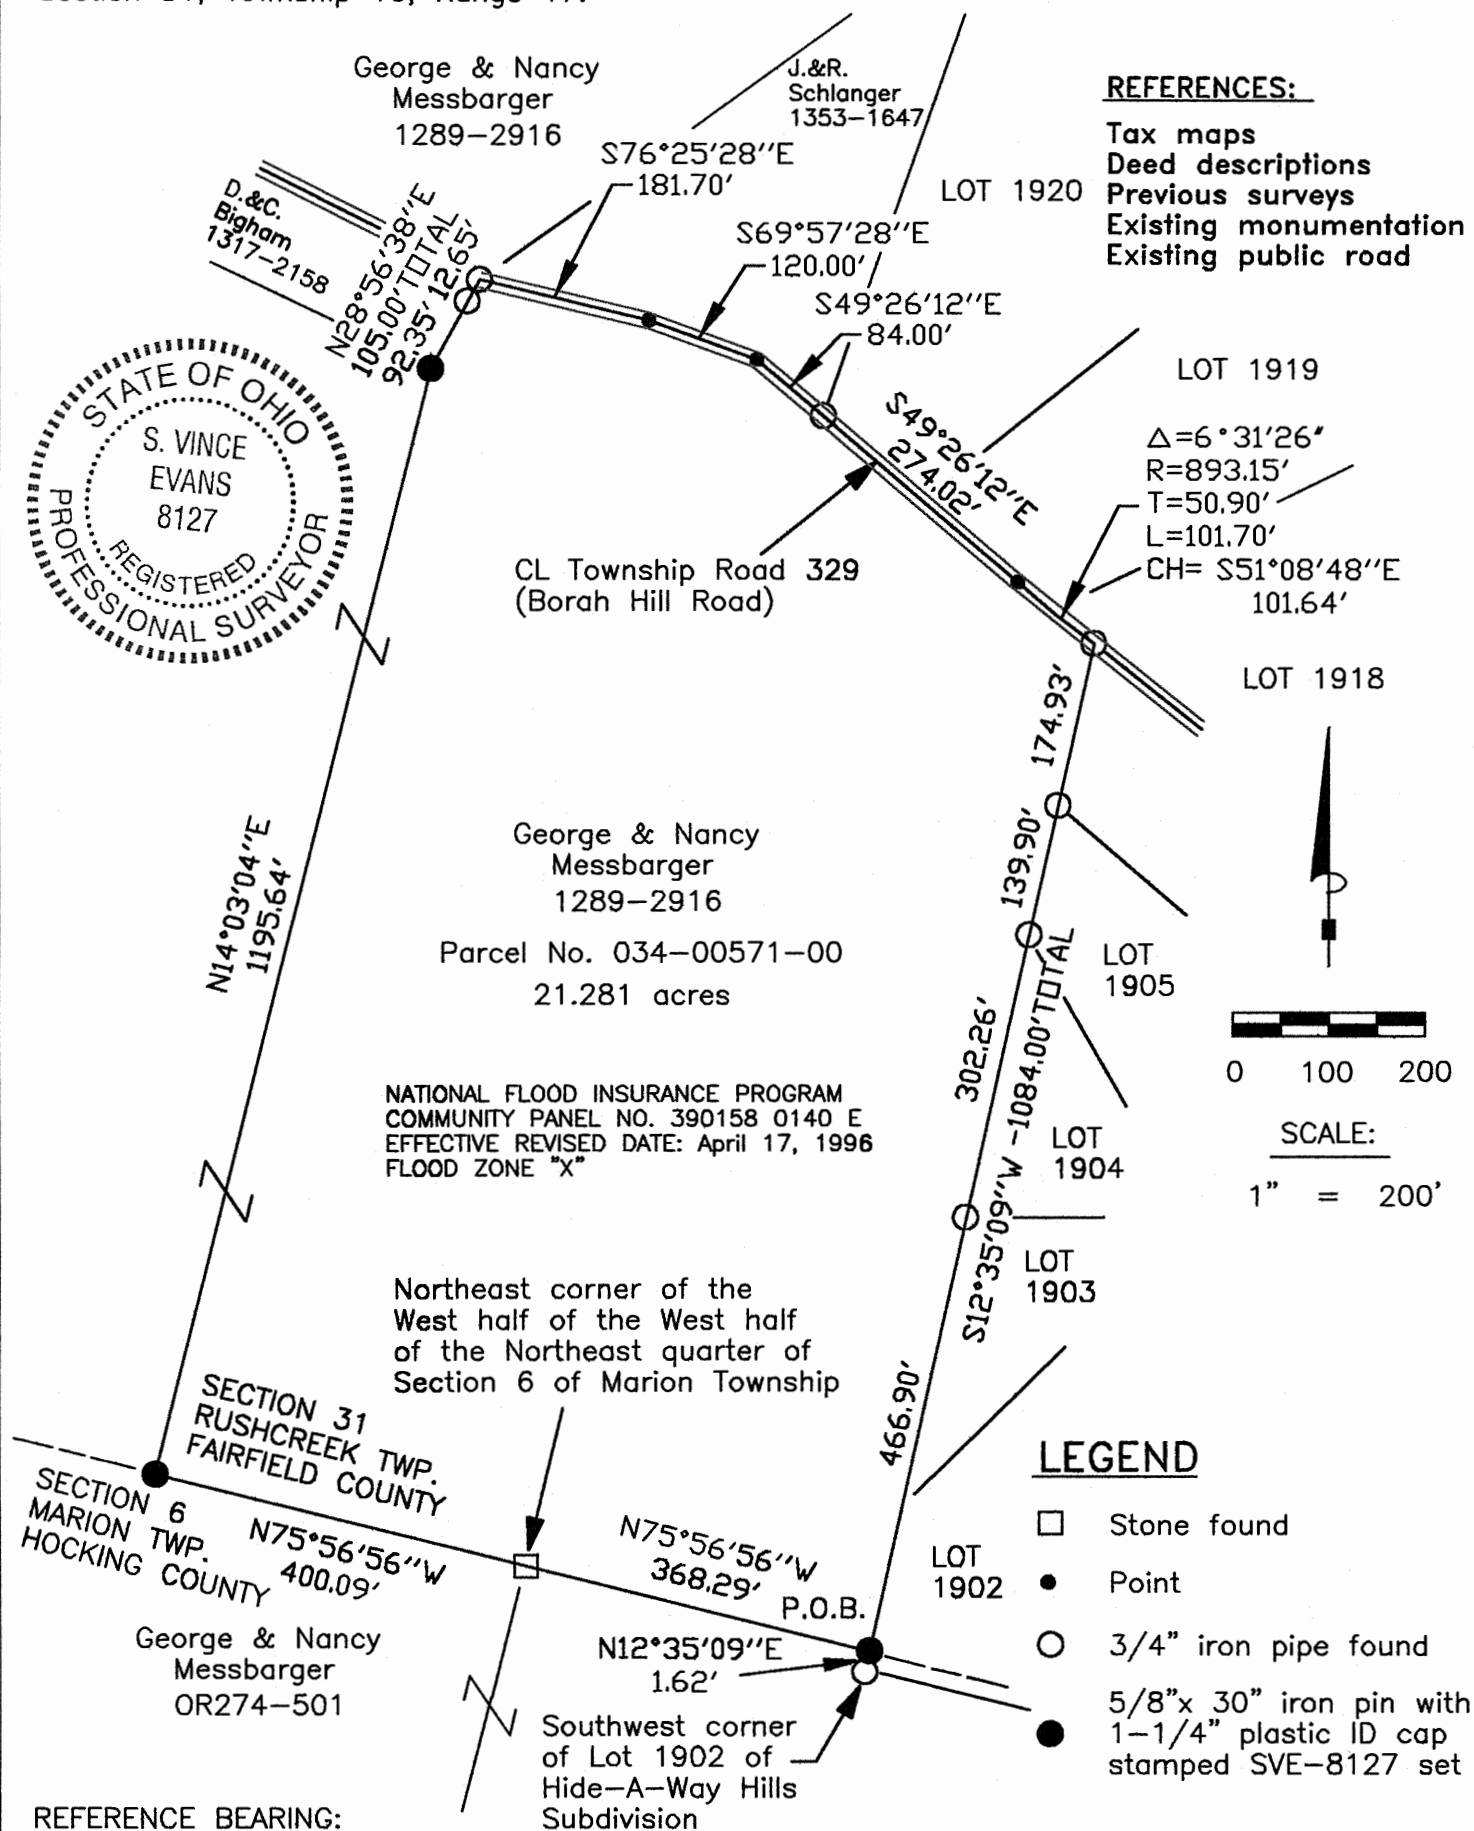 George & Nancy
Messbarger
1289-2916
J.&R.
Schlanger
1353-1647
REFERENCES:
Tax maps
Deed descriptions
Previous surveys
Existing monumentation
Existing public road
D.&C.
Bigham
1317-2158
N28°56'38''E
105.00' TOTAL
92.35' 12.65'
S76°25'28''E
181.70'
S69°57'28''E
120.00'
LOT 1920
S49°26'12''E
84.00'
LOT 1919
S49°26'12''E
274.02'
△=6°31'26"
R=893.15'
T=50.90'
L=101.70'
CH= S51°08'48''E
101.64'
STATE OF OHIO
S. VINCE
EVANS
8127
REGISTERED
PROFESSIONAL SURVEYOR
CL Township Road 329
(Borah Hill Road)
LOT 1918
174.93'
139.90'
302.26'
466.90'
S12°35'09''W -1084.00'TOTAL
N14°03'04''E
1195.64'
George & Nancy
Messbarger
1289-2916
Parcel No. 034-00571-00
21.281 acres
LOT
1905
0 100 200
SCALE:
1" = 200'
NATIONAL FLOOD INSURANCE PROGRAM
COMMUNITY PANEL NO. 390158 0140 E
EFFECTIVE REVISED DATE: April 17, 1996
FLOOD ZONE "X"
LOT
1904
LOT
1903
Northeast corner of the
West half of the West half
of the Northeast quarter of
Section 6 of Marion Township
SECTION 31
RUSHCREEK TWP.
FAIRFIELD COUNTY
SECTION 6
MARION TWP.
HOCKING COUNTY
N75°56'56''W
400.09'
N75°56'56''W
368.29'
P.O.B.
LOT
1902
N12°35'09''E
1.62'
George & Nancy
Messbarger
OR274-501
Southwest corner
of Lot 1902 of
Hide-A-Way Hills
Subdivision
LEGEND
Stone found
Point
3/4" iron pipe found
5/8"x 30" iron pin with
1-1/4" plastic ID cap
stamped SVE-8127 set
REFERENCE BEARING: